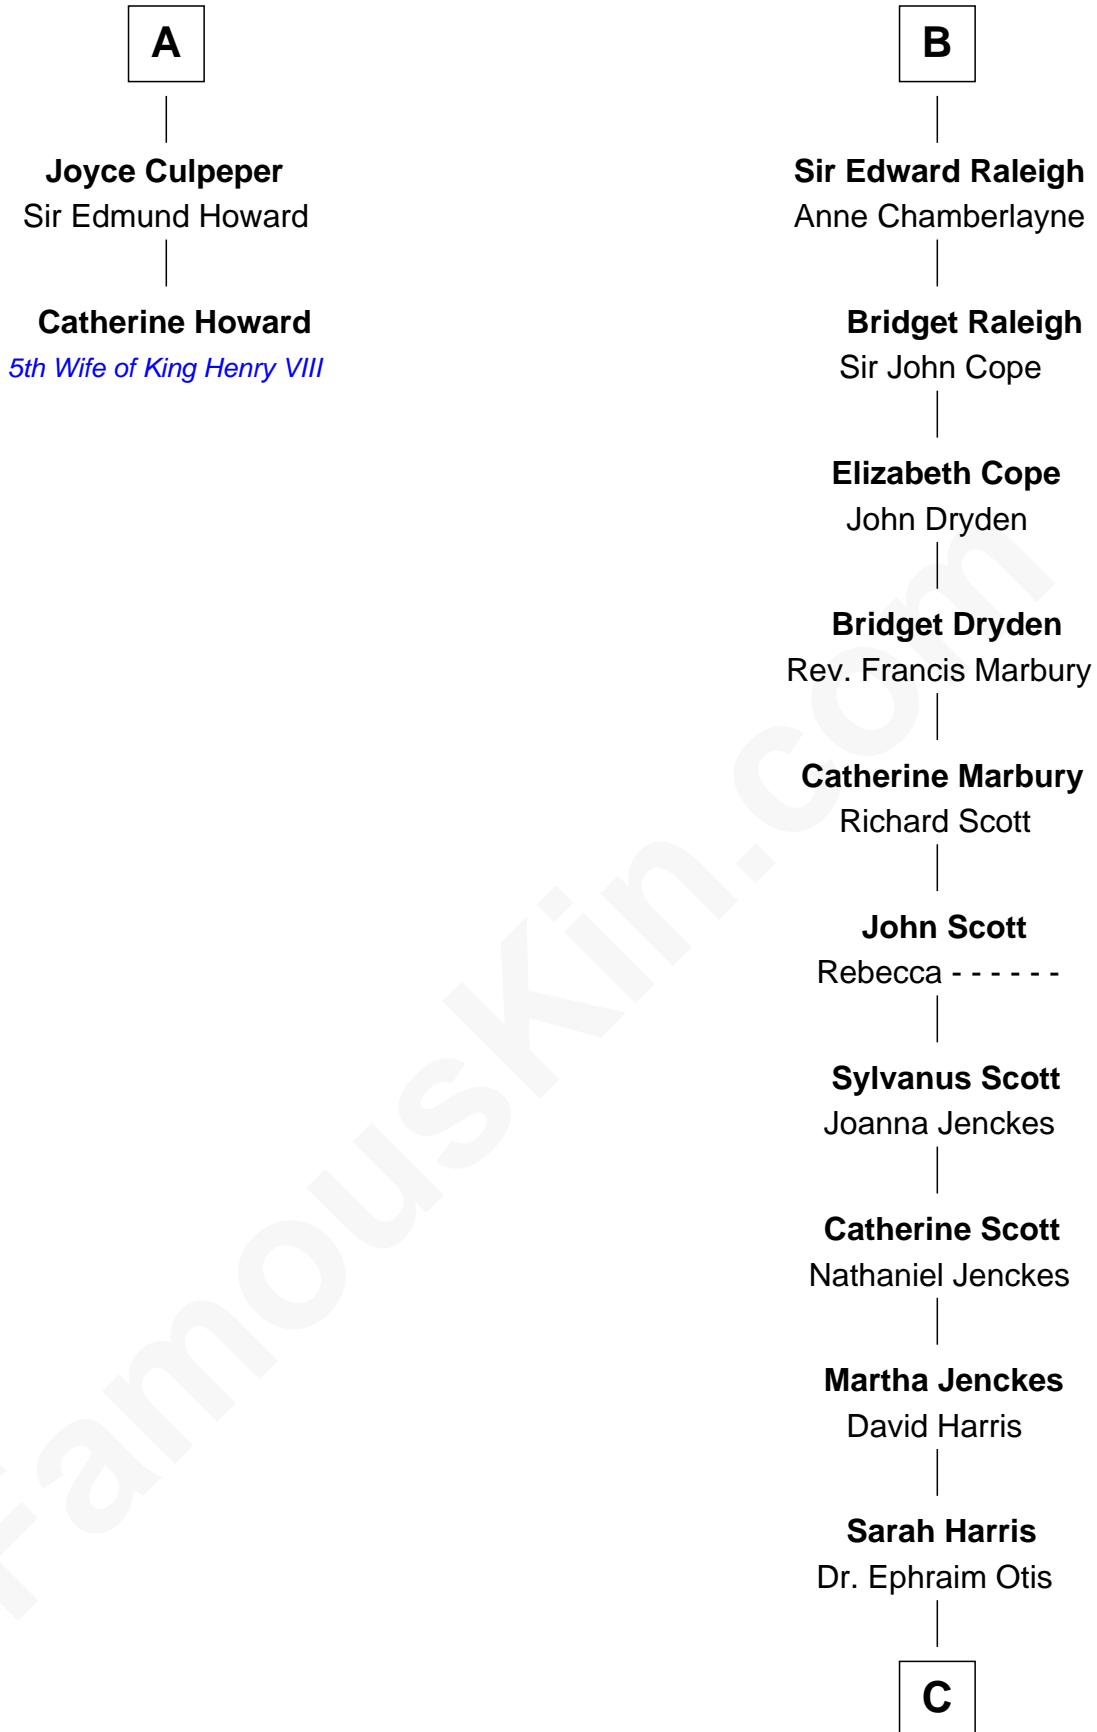 A
Joyce Culpeper
Sir Edmund Howard
Catherine Howard
5th Wife of King Henry VIII
B
Sir Edward Raleigh
Anne Chamberlayne
Bridget Raleigh
Sir John Cope
Elizabeth Cope
John Dryden
Bridget Dryden
Rev. Francis Marbury
Catherine Marbury
Richard Scott
John Scott
Rebecca - - - - - -
Sylvanus Scott
Joanna Jenckes
Catherine Scott
Nathaniel Jenckes
Martha Jenckes
David Harris
Sarah Harris
Dr. Ephraim Otis
C
FamousKin.com